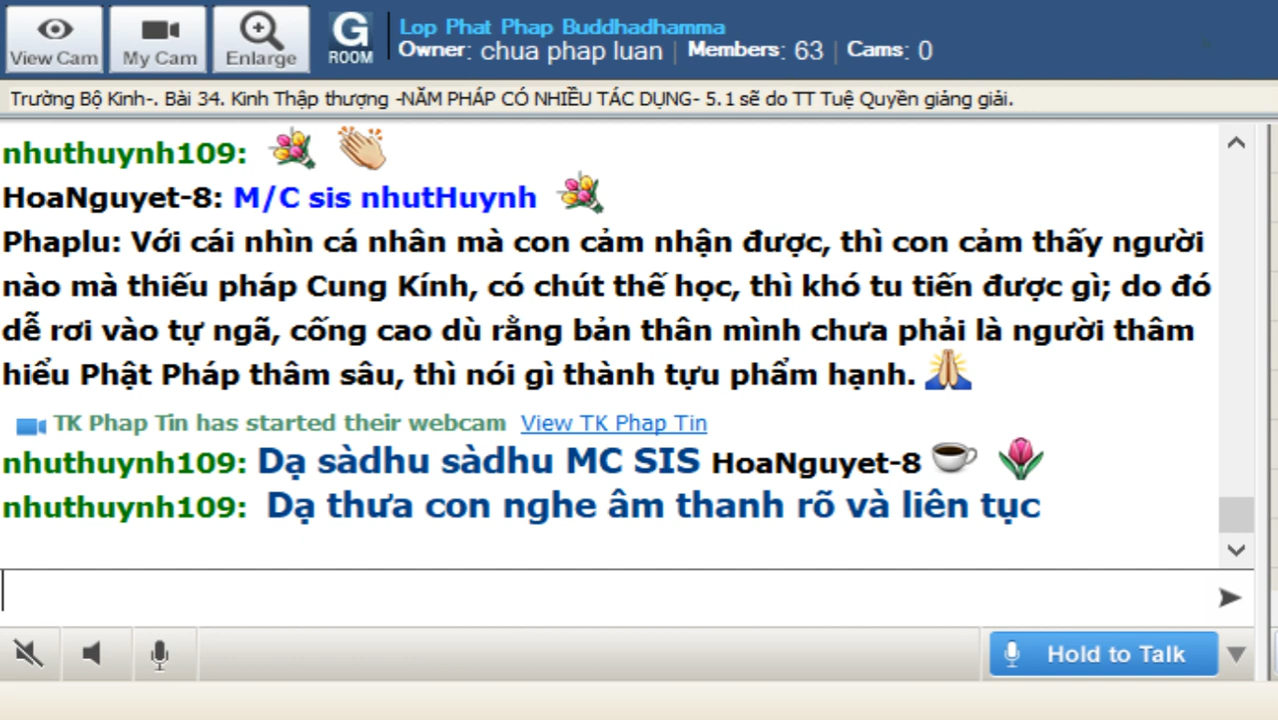 Lop Phat Phap Buddhadhamma
View Cam
My Cam
Enlarge
G ROOM
Owner: chua phap luan | Members: 63 | Cams: 0
Trường Bộ Kinh-. Bài 34. Kinh Thập thượng -NĂM PHÁP CÓ NHIỀU TÁC DỤNG- 5.1 sẽ do TT Tuệ Quyền giảng giải.
nhuthuynh109:
HoaNguyet-8: M/C sis nhutHuynh
Phaplu: Với cái nhìn cá nhân mà con cảm nhận được, thì con cảm thấy người
nào mà thiếu pháp Cung Kính, có chút thế học, thì khó tu tiến được gì; do đó
dễ rơi vào tự ngã, cống cao dù rằng bản thân mình chưa phải là người thâm
hiểu Phật Pháp thâm sâu, thì nói gì thành tựu phẩm hạnh.
TK Phap Tin has started their webcam View TK Phap Tin
nhuthuynh109: Dạ sàdhu sàdhu MC SIS HoaNguyet-8
nhuthuynh109: Dạ thưa con nghe âm thanh rõ và liên tục
Hold to Talk